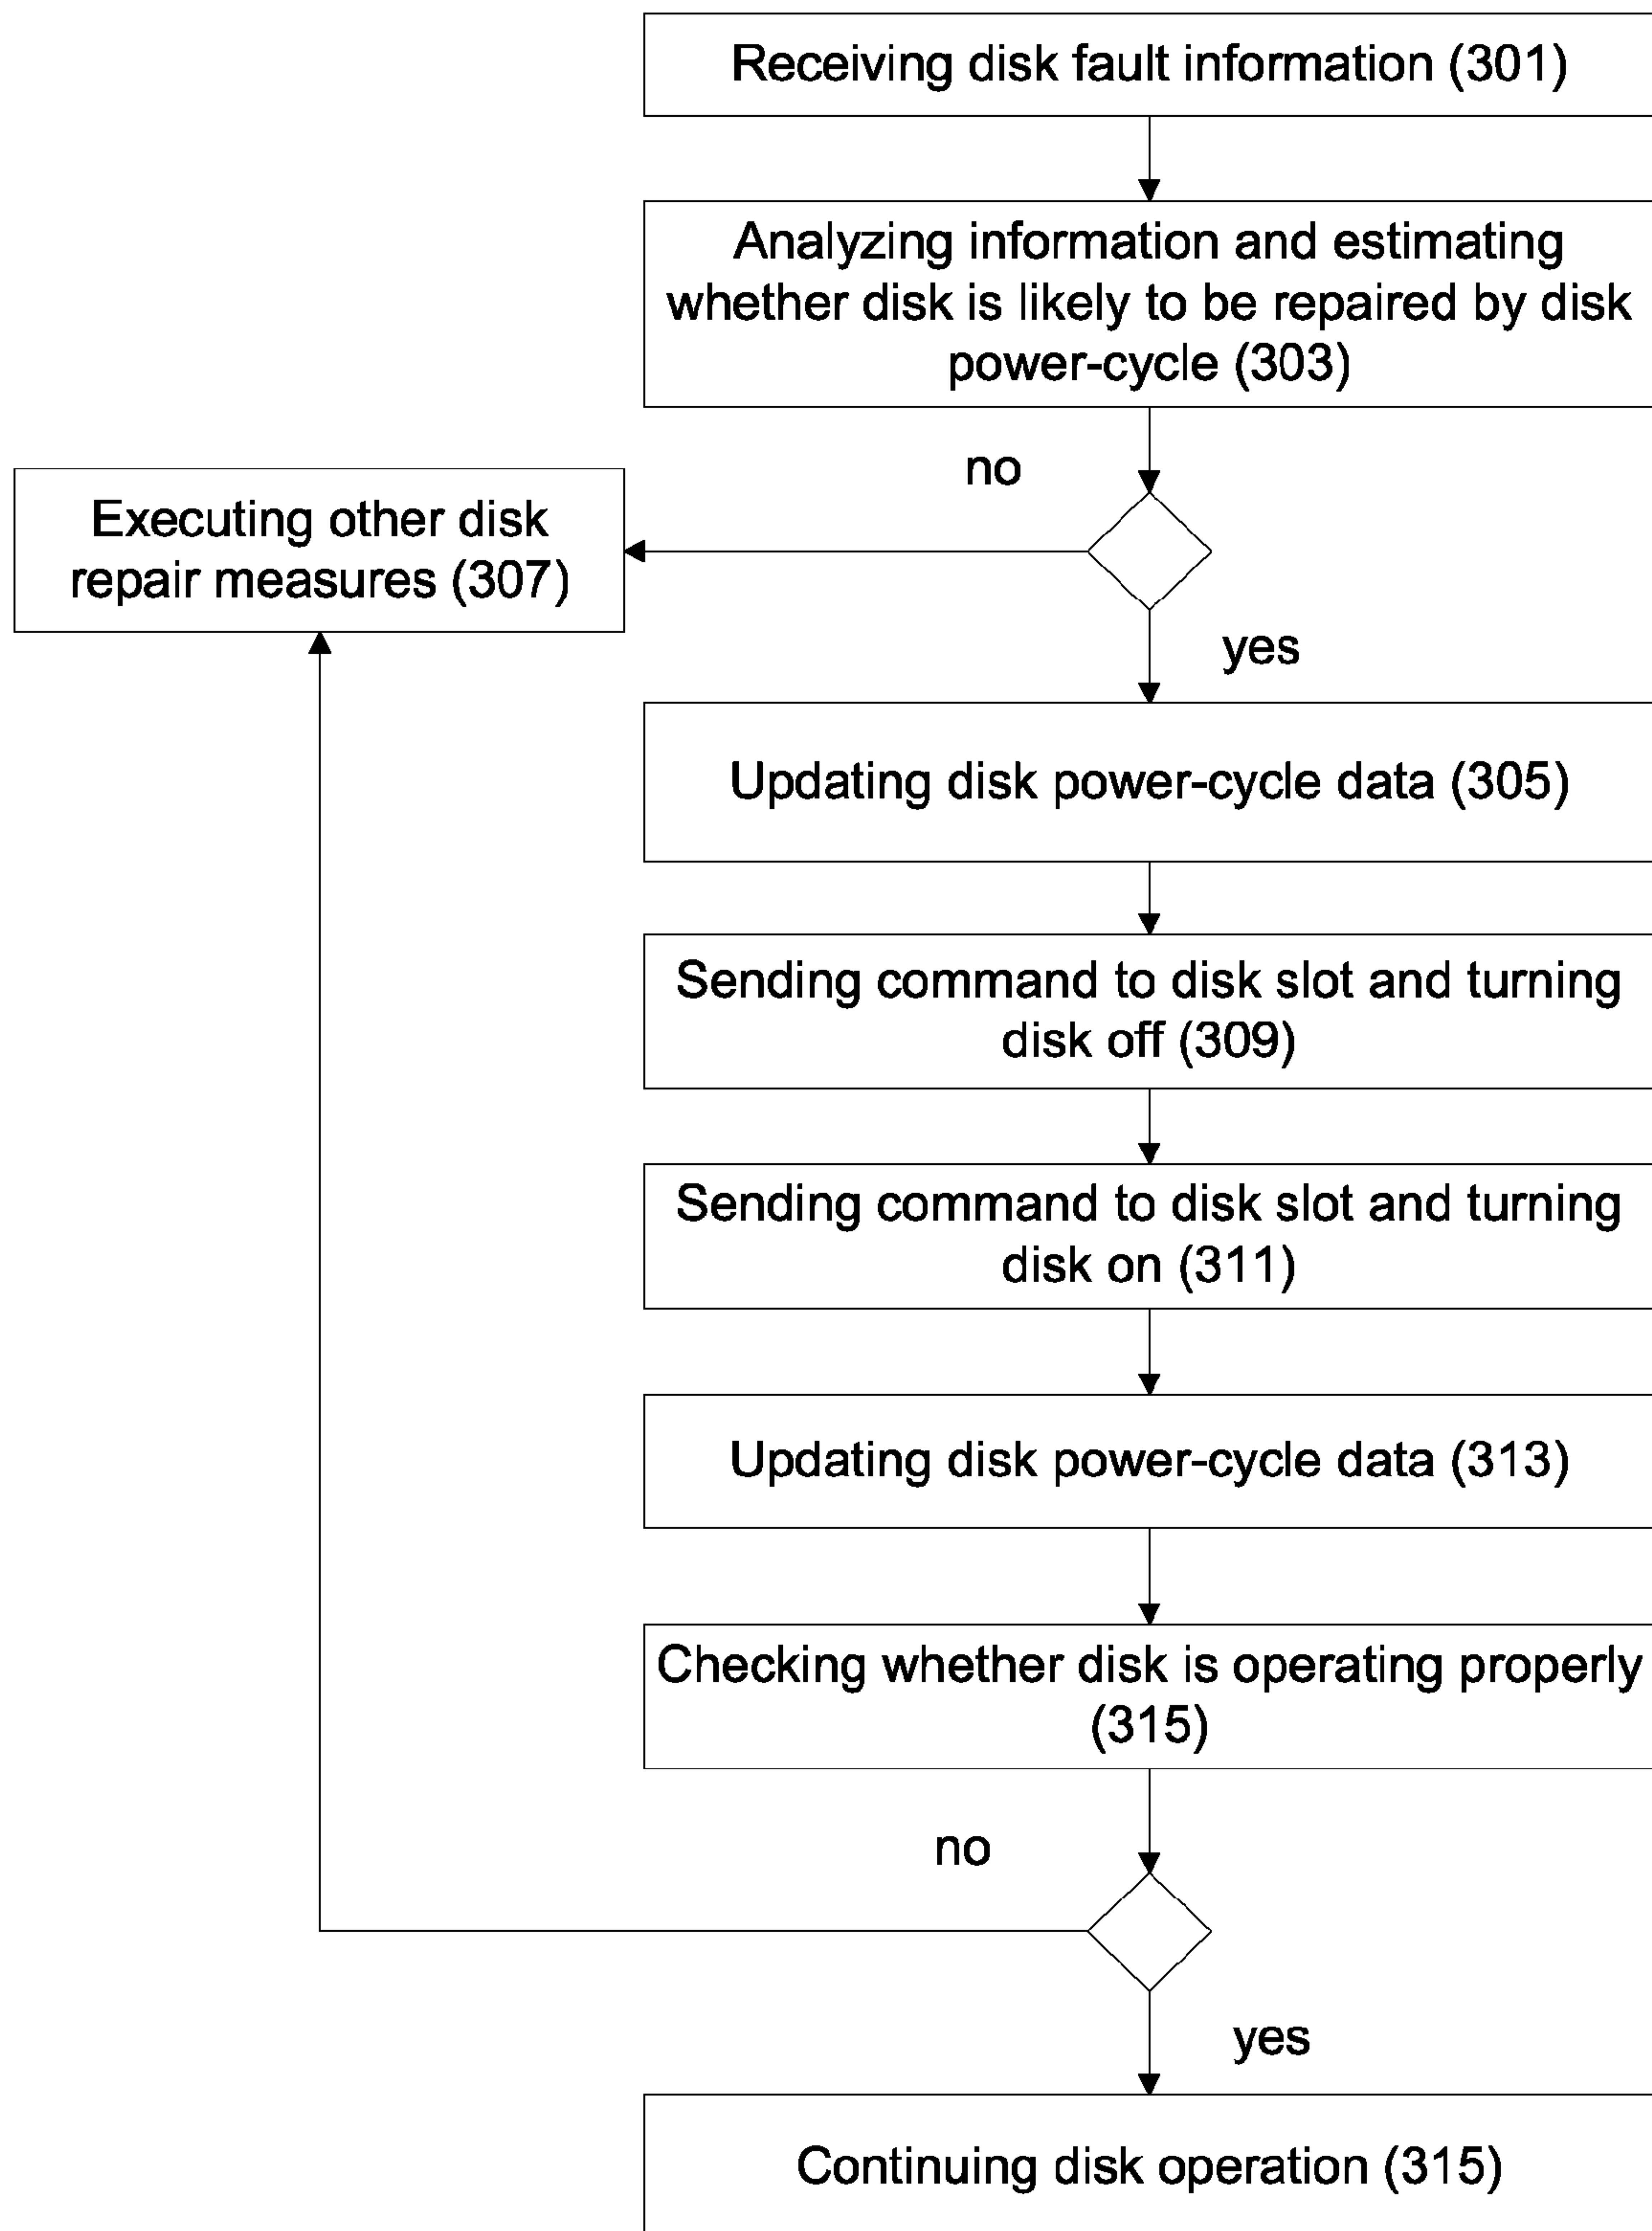 Receiving disk fault information (301)
Analyzing information and estimating
whether disk is likely to be repaired by disk
power-cycle (303)
no
Executing other disk
repair measures (307)
yes
Updating disk power-cycle data (305)
Sending command to disk slot and turning
disk off (309)
Sending command to disk slot and turning
disk on (311)
Updating disk power-cycle data (313)
Checking whether disk is operating properly
(315)
no
yes
Continuing disk operation (315)